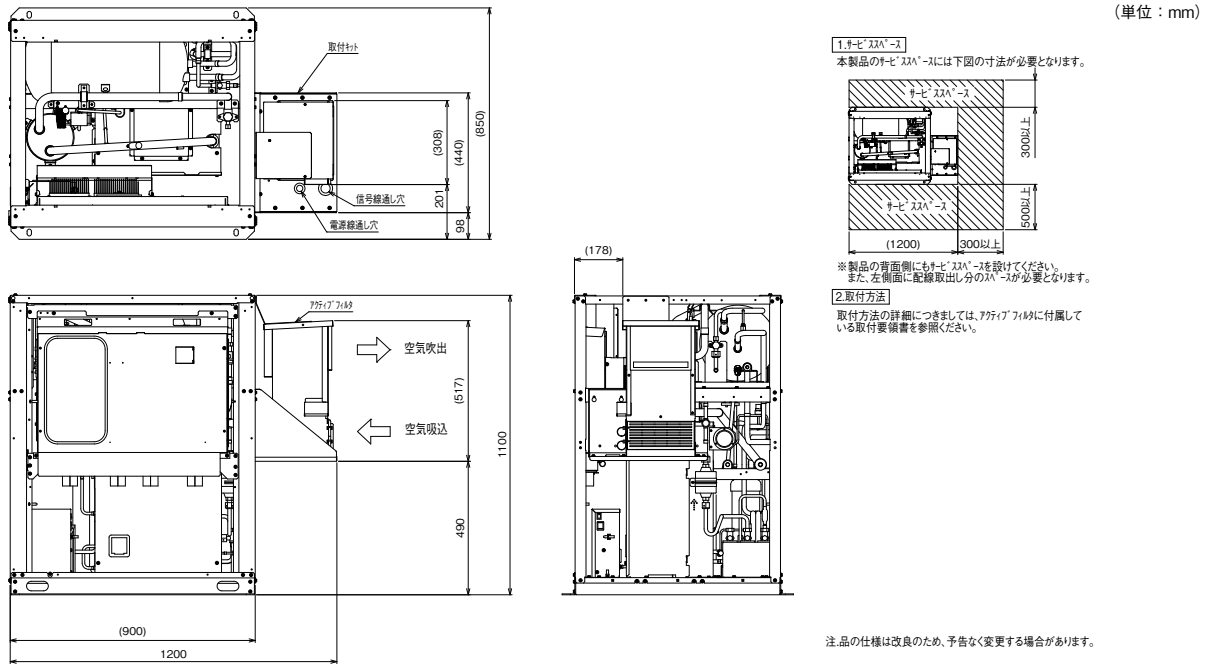 (単位：mm)
取付ｷｯﾄ
(308)
(440)
(850)
201
98
信号線通し穴
電源線通し穴
1.ｻｰﾋﾞｽｽﾍﾟｰｽ
本製品のｻｰﾋﾞｽｽﾍﾟｰｽには下図の寸法が必要となります。
ｻｰﾋﾞｽｽﾍﾟｰｽ
300以上
ｻｰﾋﾞｽｽﾍﾟｰｽ
500以上
(1200)
300以上
※製品の背面側にもｻｰﾋﾞｽｽﾍﾟｰｽを設けてください。
また、左側面に配線取出し分のｽﾍﾟｰｽが必要となります。
2.取付方法
取付方法の詳細につきましては、ｱｸﾃｨﾌﾞﾌｨﾙﾀに付属して
いる取付要領書を参照ください。
ｱｸﾃｨﾌﾞﾌｨﾙﾀ
空気吹出
空気吸込
(517)
490
1100
(900)
1200
(178)
注.品の仕様は改良のため、予告なく変更する場合があります。